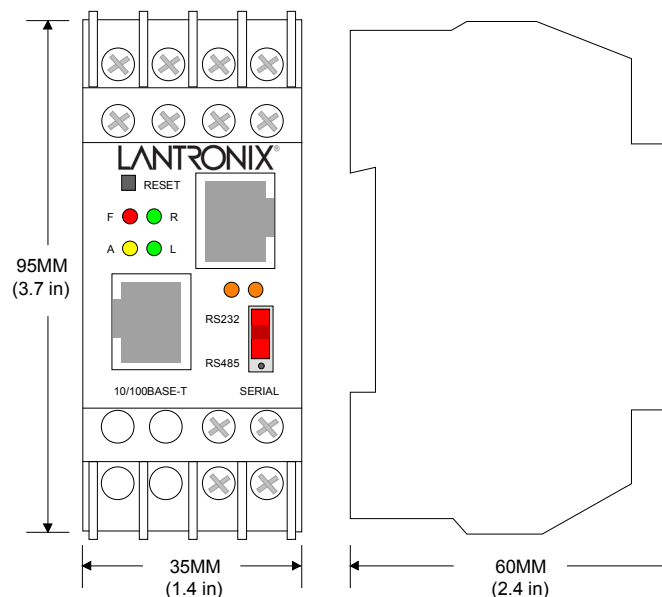 LANTRONIX®
RESET
F R
A L
95MM
(3.7 in)
RS232
RS485
10/100BASE-T SERIAL
35MM
(1.4 in)
60MM
(2.4 in)